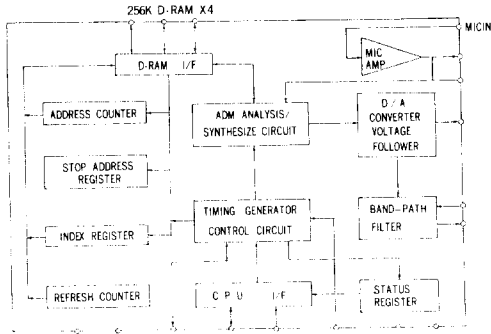 256K D-RAM X4
MICIN
MIC
AMP
D-RAM I/F
ADDRESS COUNTER
ADM ANALYSIS/
SYNTHESIZE CIRCUIT
D/A
CONVERTER
VOLTAGE
FOLLOWER
STOP ADDRESS
REGISTER
TIMING GENERATOR
CONTROL CIRCUIT
BAND-PATH
FILTER
INDEX REGISTER
REFRESH COUNTER
CPU I/F
STATUS
REGISTER